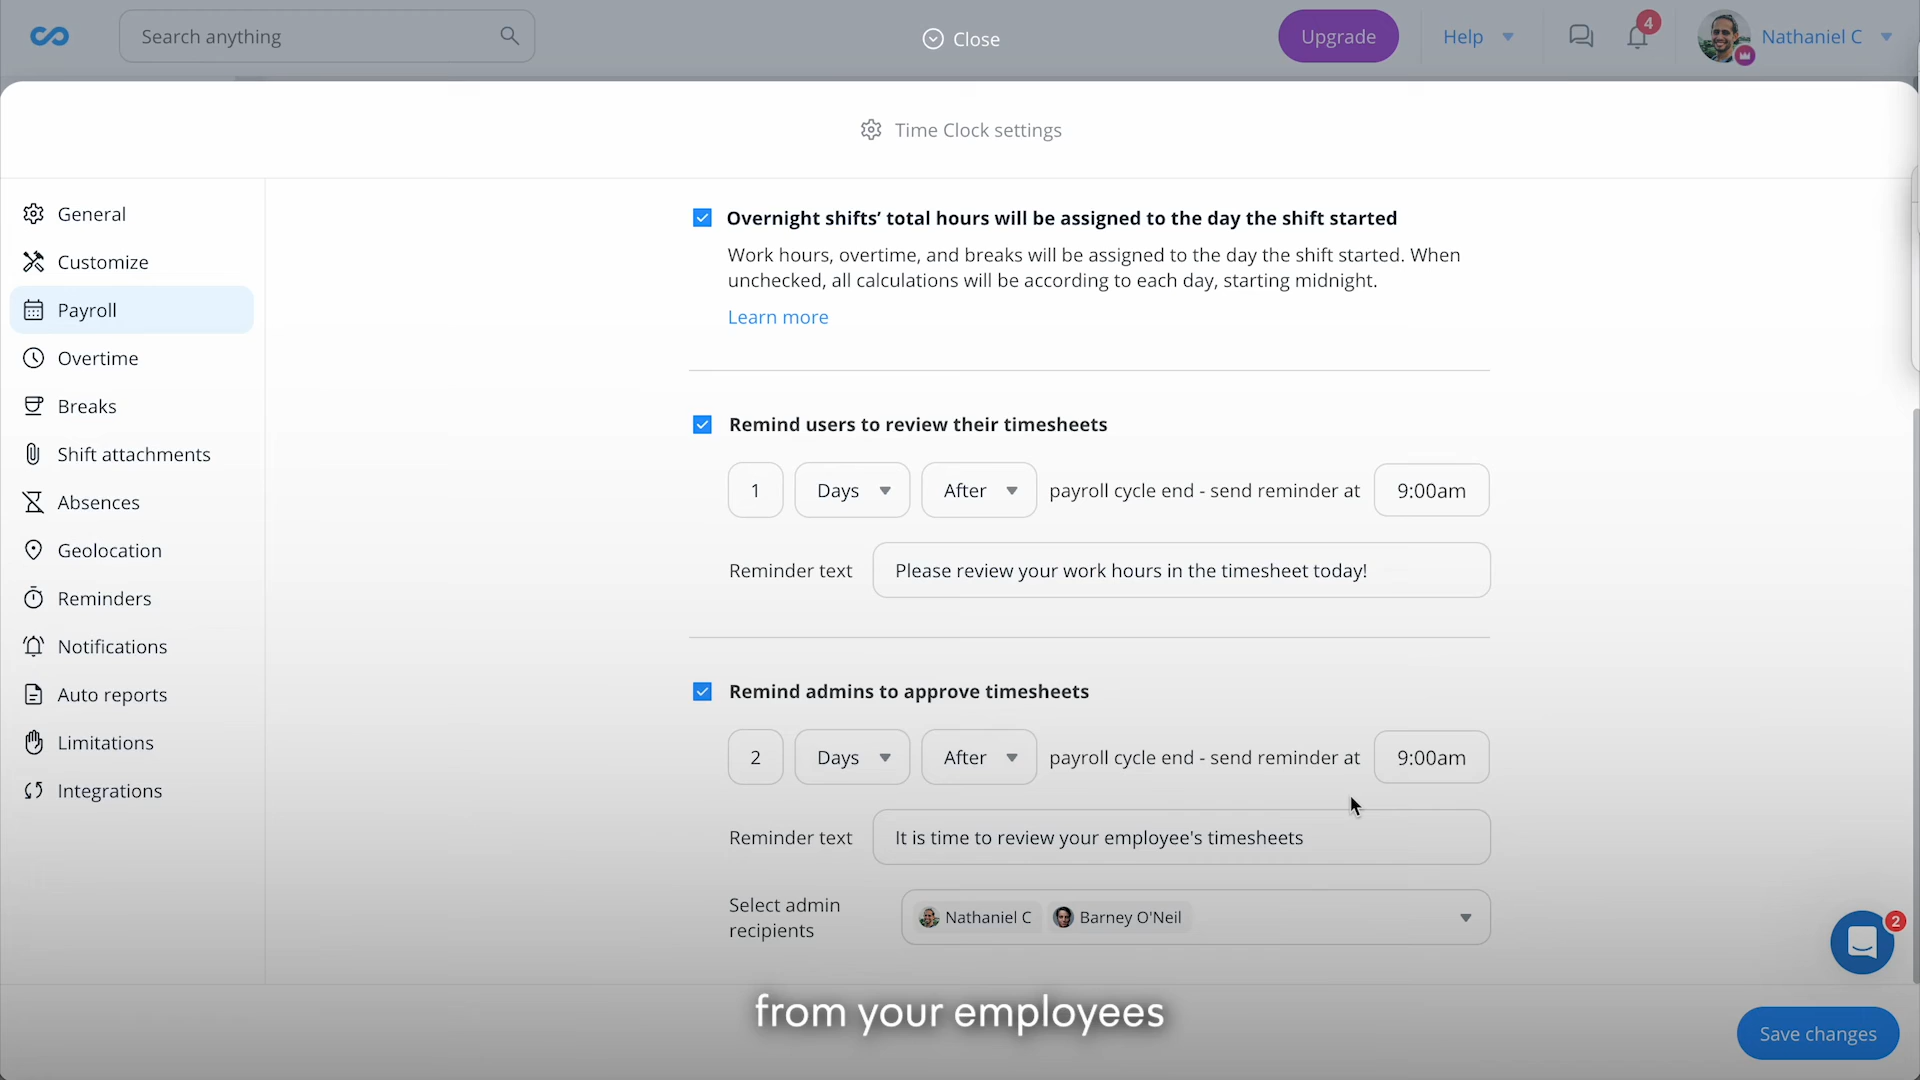 Search anything
Close
Upgrade
Help
4
Nathaniel C
Time Clock settings
General
Customize
Payroll
Overtime
Breaks
Shift attachments
Absences
Geolocation
Reminders
Notifications
Auto reports
Limitations
Integrations
Overnight shifts’ total hours will be assigned to the day the shift started
Work hours, overtime, and breaks will be assigned to the day the shift started. When
unchecked, all calculations will be according to each day, starting midnight.
Learn more
Remind users to review their timesheets
1 Days After payroll cycle end - send reminder at 9:00am
Reminder text Please review your work hours in the timesheet today!
Remind admins to approve timesheets
2 Days After payroll cycle end - send reminder at 9:00am
Reminder text It is time to review your employee's timesheets
Select admin
recipients
Nathaniel C Barney O'Neil
2
from your employees
Save changes